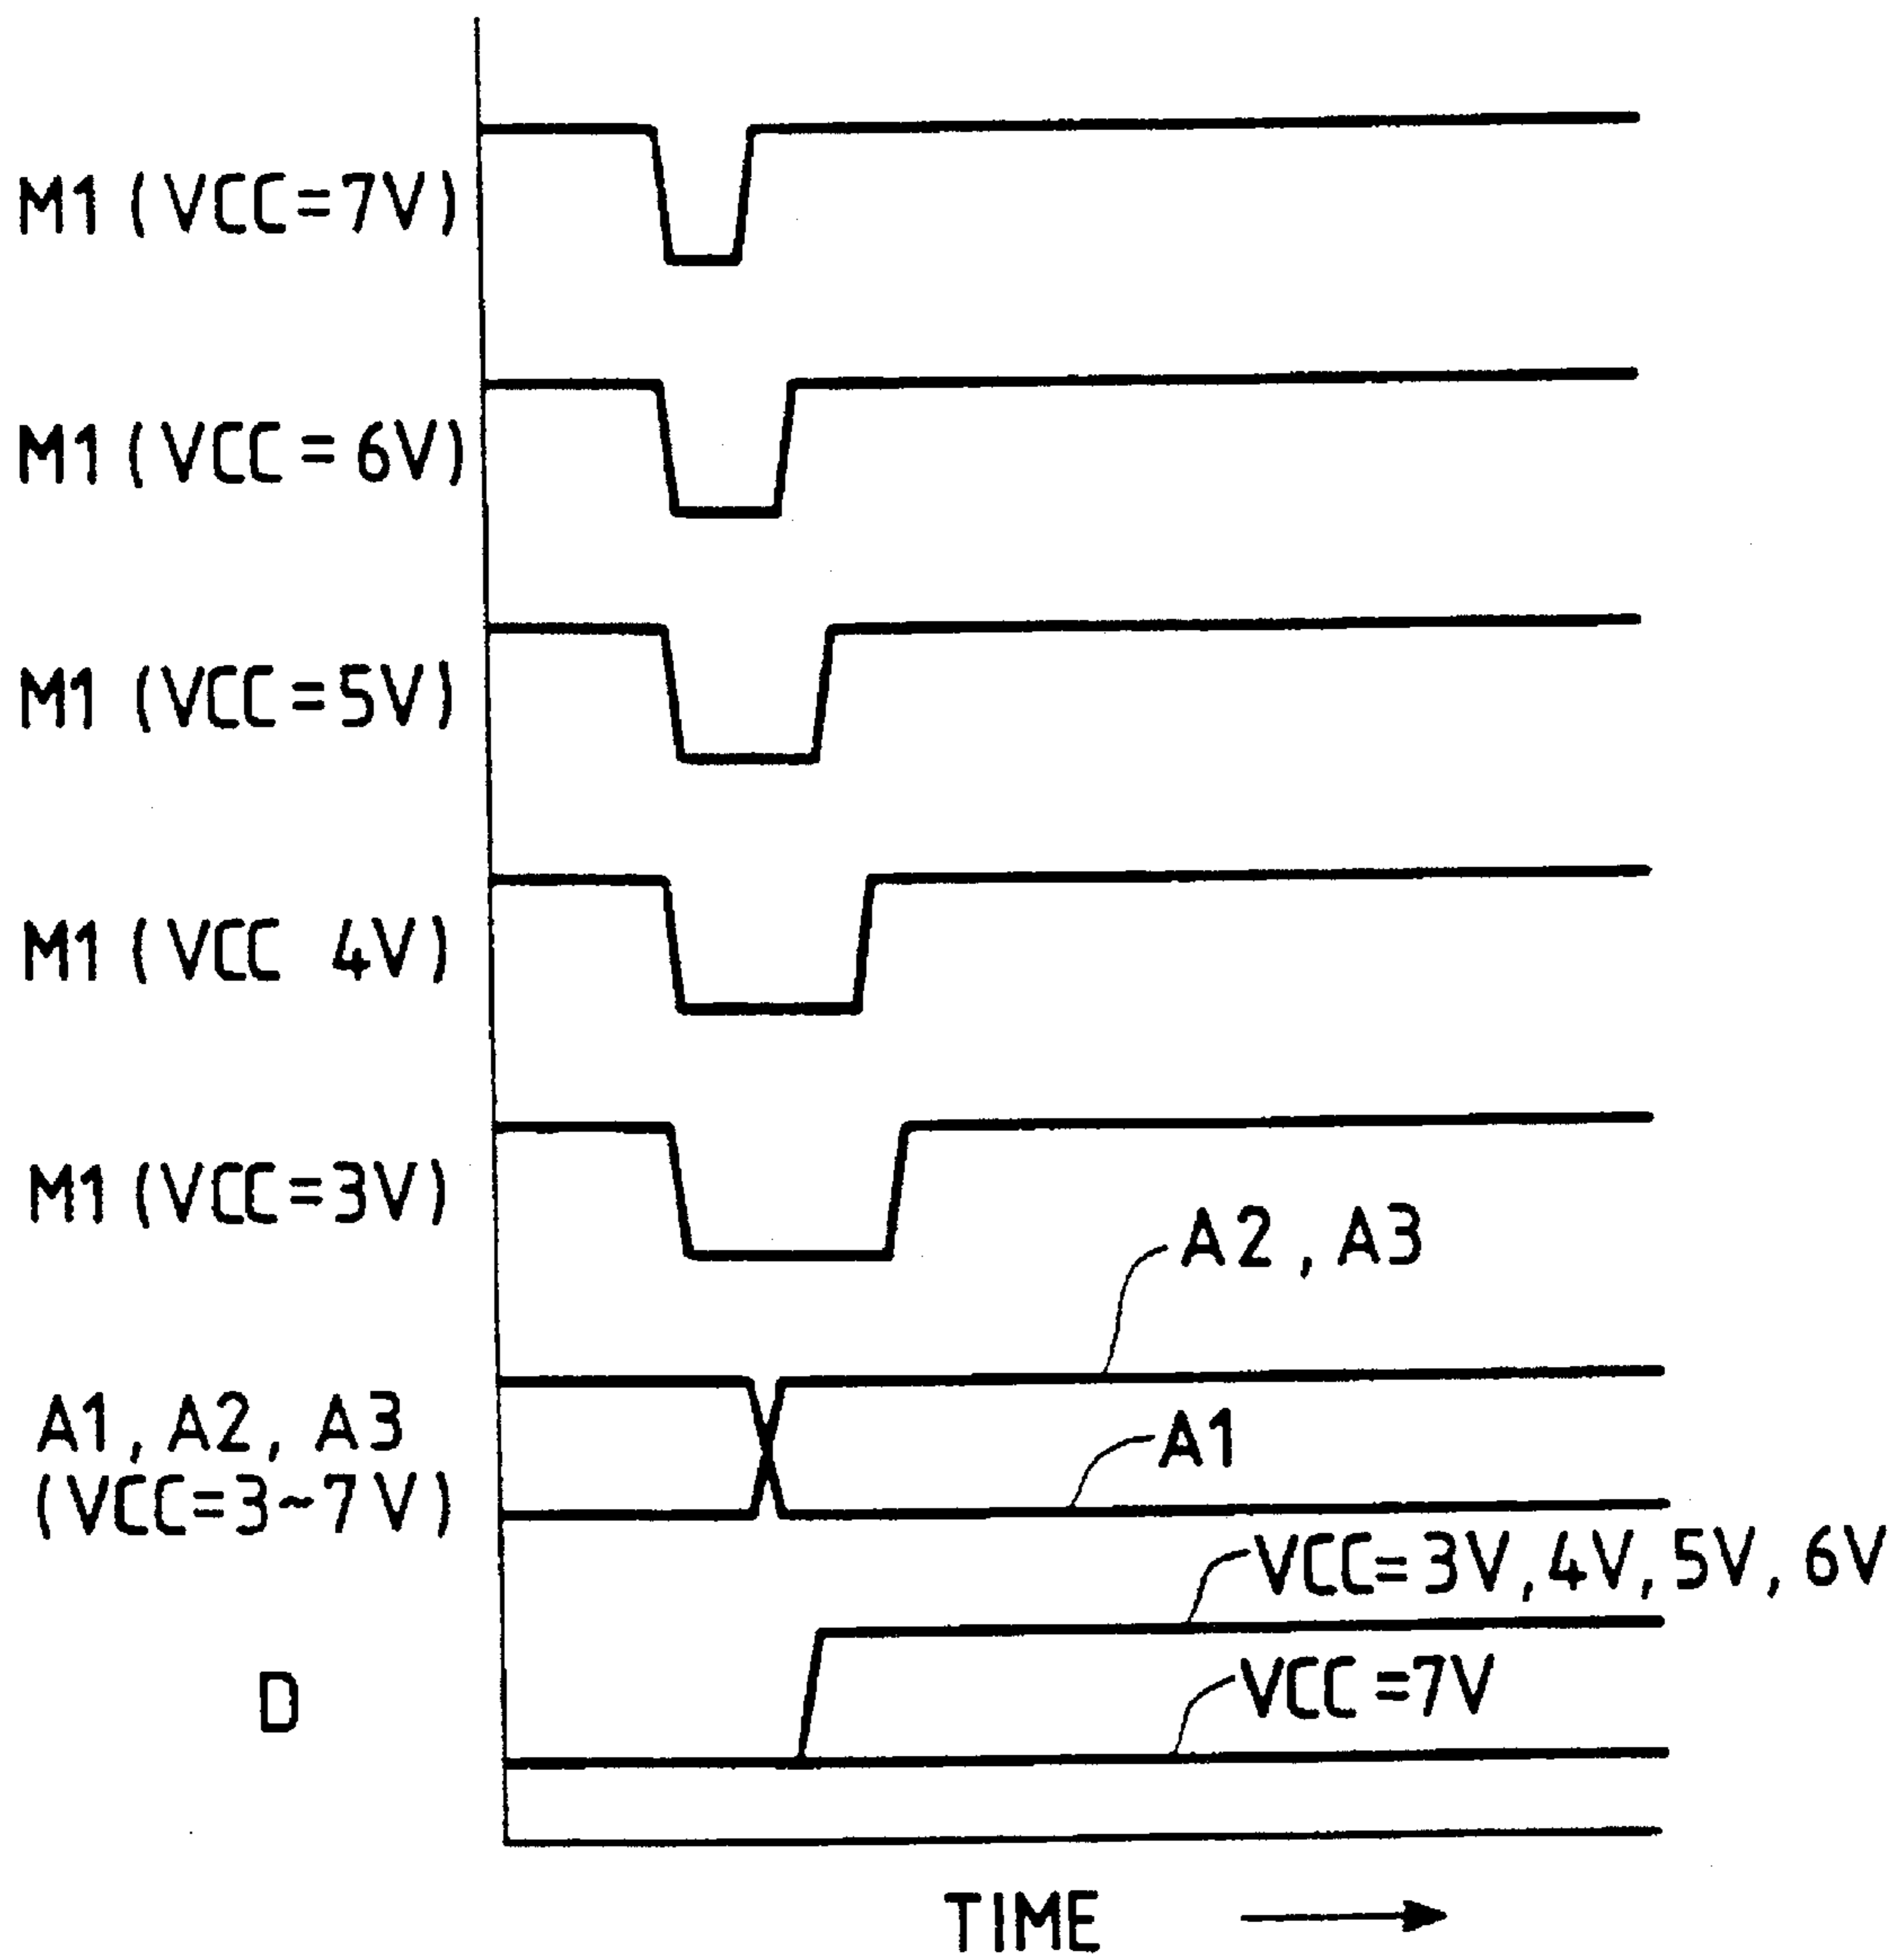 M1 (VCC=7V)
M1 (VCC=6V)
M1 (VCC=5V)
M1 (VCC 4V)
M1 (VCC=3V)
A2, A3
A1, A2, A3
(VCC=3~7V)
A1
VCC=3V, 4V, 5V, 6V
VCC=7V
D
TIME